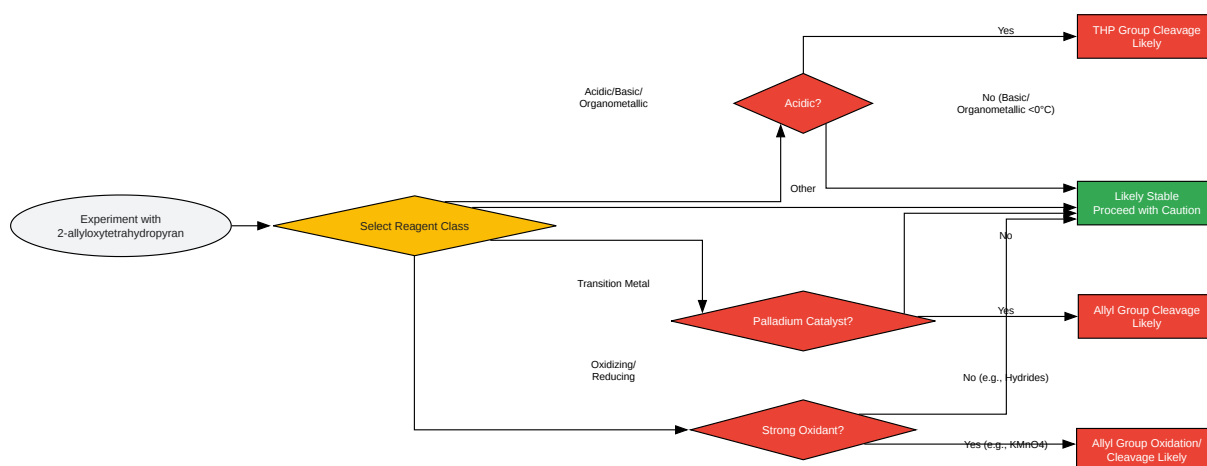 Yes
THP Group Cleavage
Likely
Acidic/Basic/
Organometallic
Acidic?
No (Basic/
Organometallic <0°C)
Other
Likely Stable
Proceed with Caution
Experiment with
2-allyloxytetrahydropyran
Select Reagent Class
No
Transition Metal
Palladium Catalyst?
Yes
Allyl Group Cleavage
Likely
Oxidizing/
Reducing
No (e.g., Hydrides)
Strong Oxidant?
Yes (e.g., KMnO4)
Allyl Group Oxidation/
Cleavage Likely